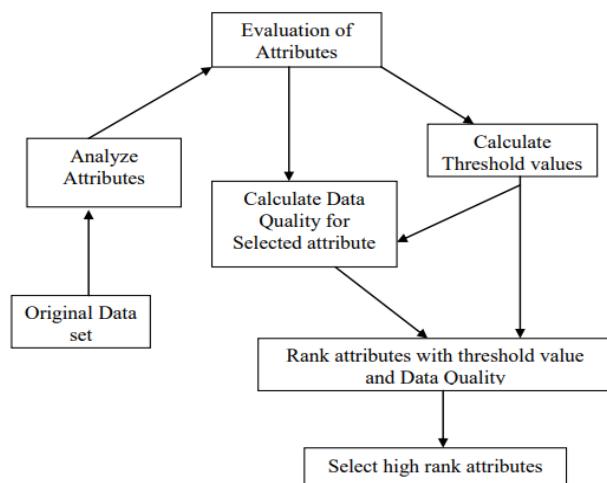 Evaluation of
Attributes
Analyze
Attributes
Calculate
Threshold values
Calculate Data
Quality for
Selected attribute
Original Data
set
Rank attributes with threshold value
and Data Quality
Select high rank attributes